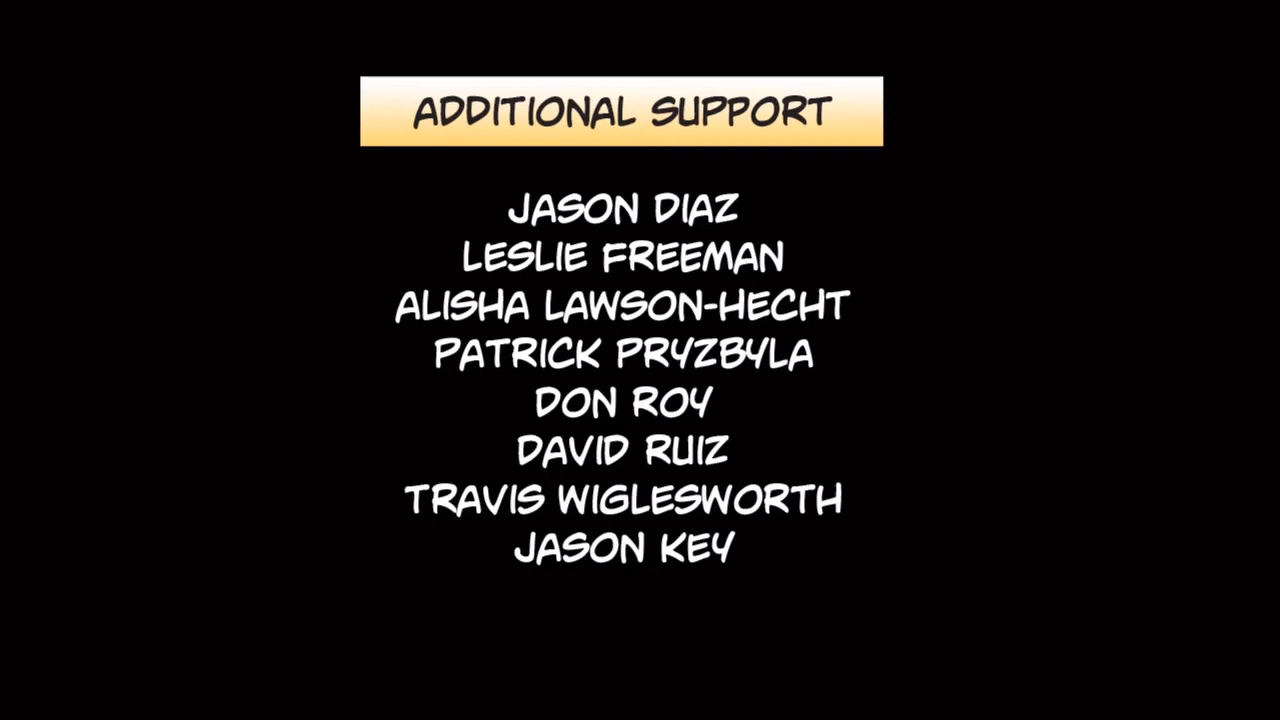 ADDITIONAL SUPPORT
JASON DIAZ
LESLIE FREEMAN
ALISHA LAWSON-HECHT
PATRICK PRYZBYLA
DON ROY
DAVID RUIZ
TRAVIS WIGLESWORTH
JASON KEY